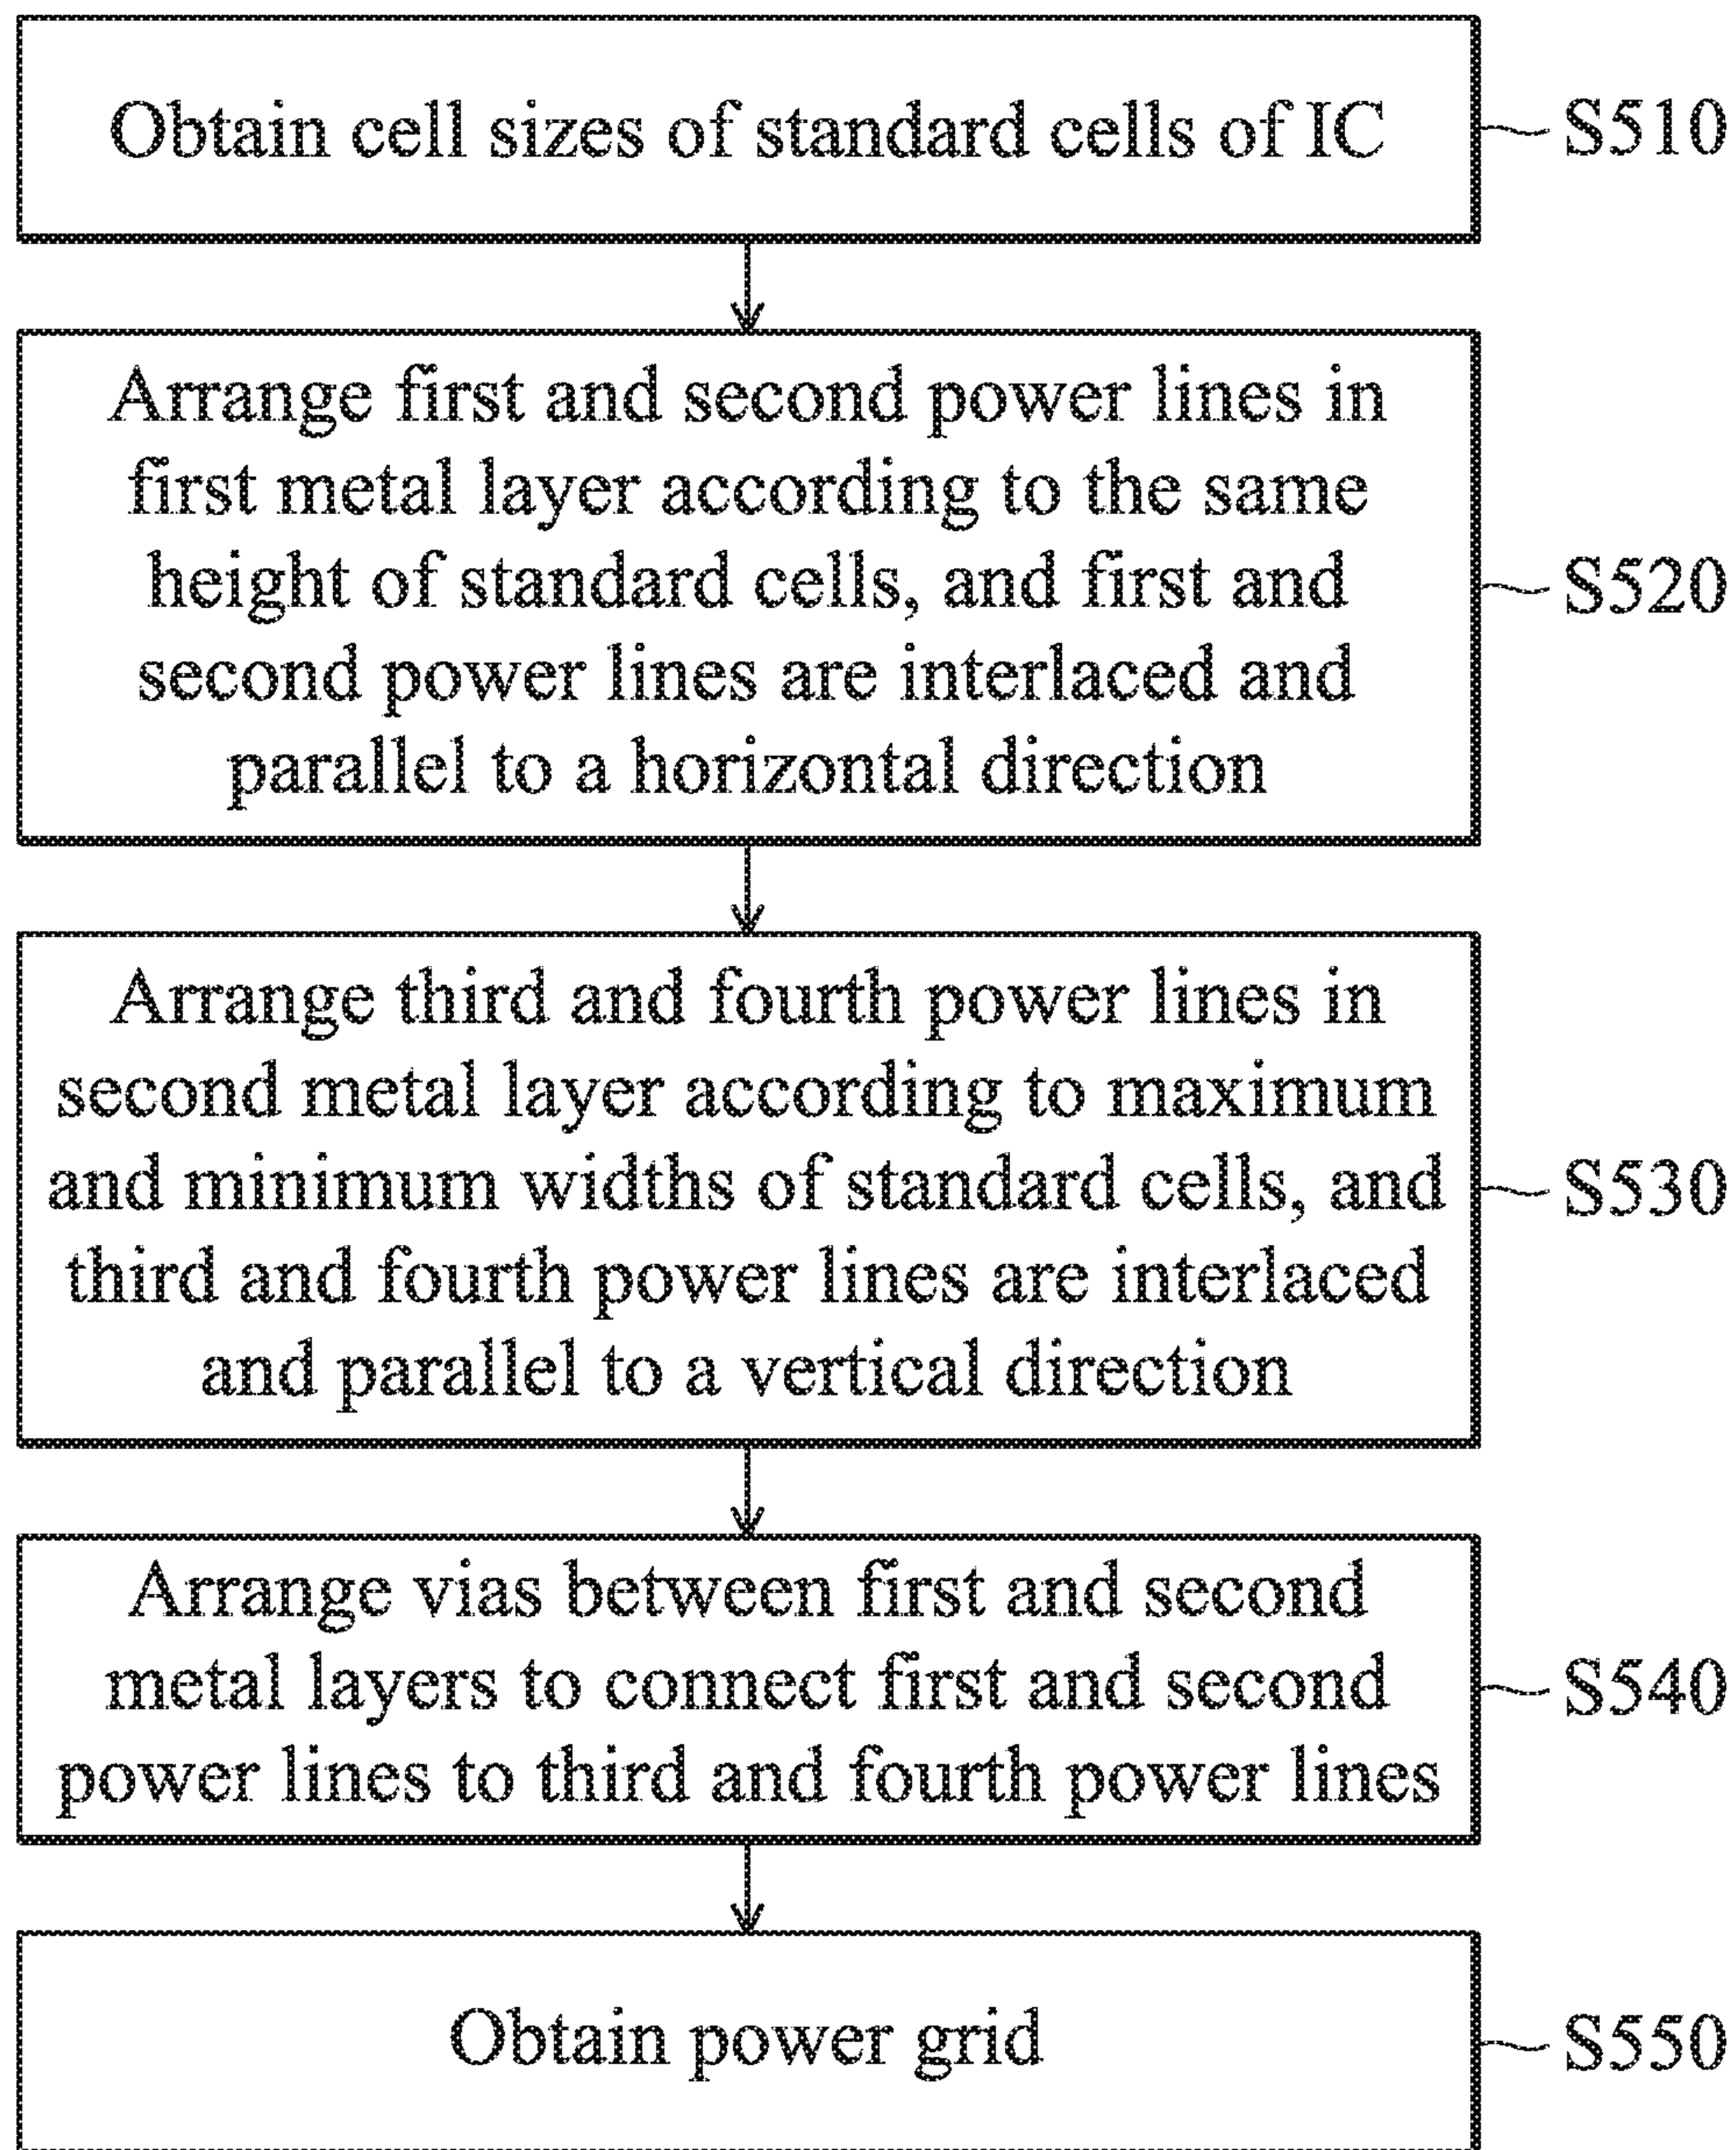 Obtain cell sizes of standard cells of IC
S510
Arrange first and second power lines in
first metal layer according to the same
height of standard cells, and first and
second power lines are interlaced and
parallel to a horizontal direction
S520
Arrange third and fourth power lines in
second metal layer according to maximum
and minimum widths of standard cells, and
third and fourth power lines are interlaced
and parallel to a vertical direction
S530
Arrange vias between first and second
metal layers to connect first and second
power lines to third and fourth power lines
S540
Obtain power grid
S550